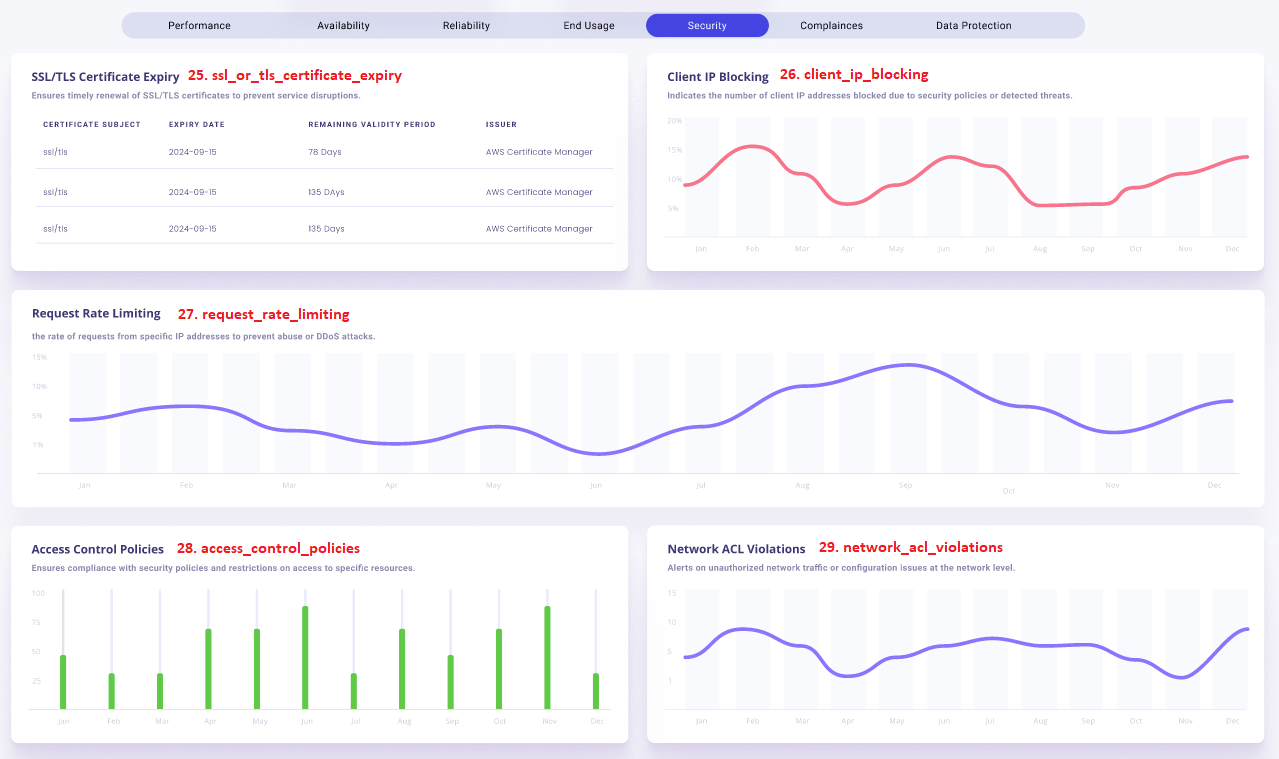 Performance Availability Reliability End Usage Security Complainces Data Protection
SSL/TLS Certificate Expiry 25. ssl_or_tls_certificate_expiry
Ensures timely renewal of SSL/TLS certificates to prevent service disruptions.
CERTIFICATE SUBJECT EXPIRY DATE REMAINING VALIDITY PERIOD ISSUER
ssl/tls 2024-09-15 78 Days AWS Certificate Manager
ssl/tls 2024-09-15 135 DAys AWS Certificate Manager
ssl/tls 2024-09-15 135 Days AWS Certificate Manager
Client IP Blocking 26. client_ip_blocking
Indicates the number of client IP addresses blocked due to security policies or detected threats.
20%
15%
10%
5%
Jan Feb Mar Apr May Jun Jul Aug Sep Oct Nov Dec
Request Rate Limiting 27. request_rate_limiting
the rate of requests from specific IP addresses to prevent abuse or DDoS attacks.
15%
10%
5%
1%
Jan Feb Mar Apr May Jun Jul Aug Sep Oct Nov Dec
Access Control Policies 28. access_control_policies
Ensures compliance with security policies and restrictions on access to specific resources.
100
75
50
25
Jan Feb Mar Apr May Jun Jul Aug Sep Oct Nov Dec
Network ACL Violations 29. network_acl_violations
Alerts on unauthorized network traffic or configuration issues at the network level.
15
10
5
1
Jan Feb Mar Apr May Jun Jul Aug Sep Oct Nov Dec